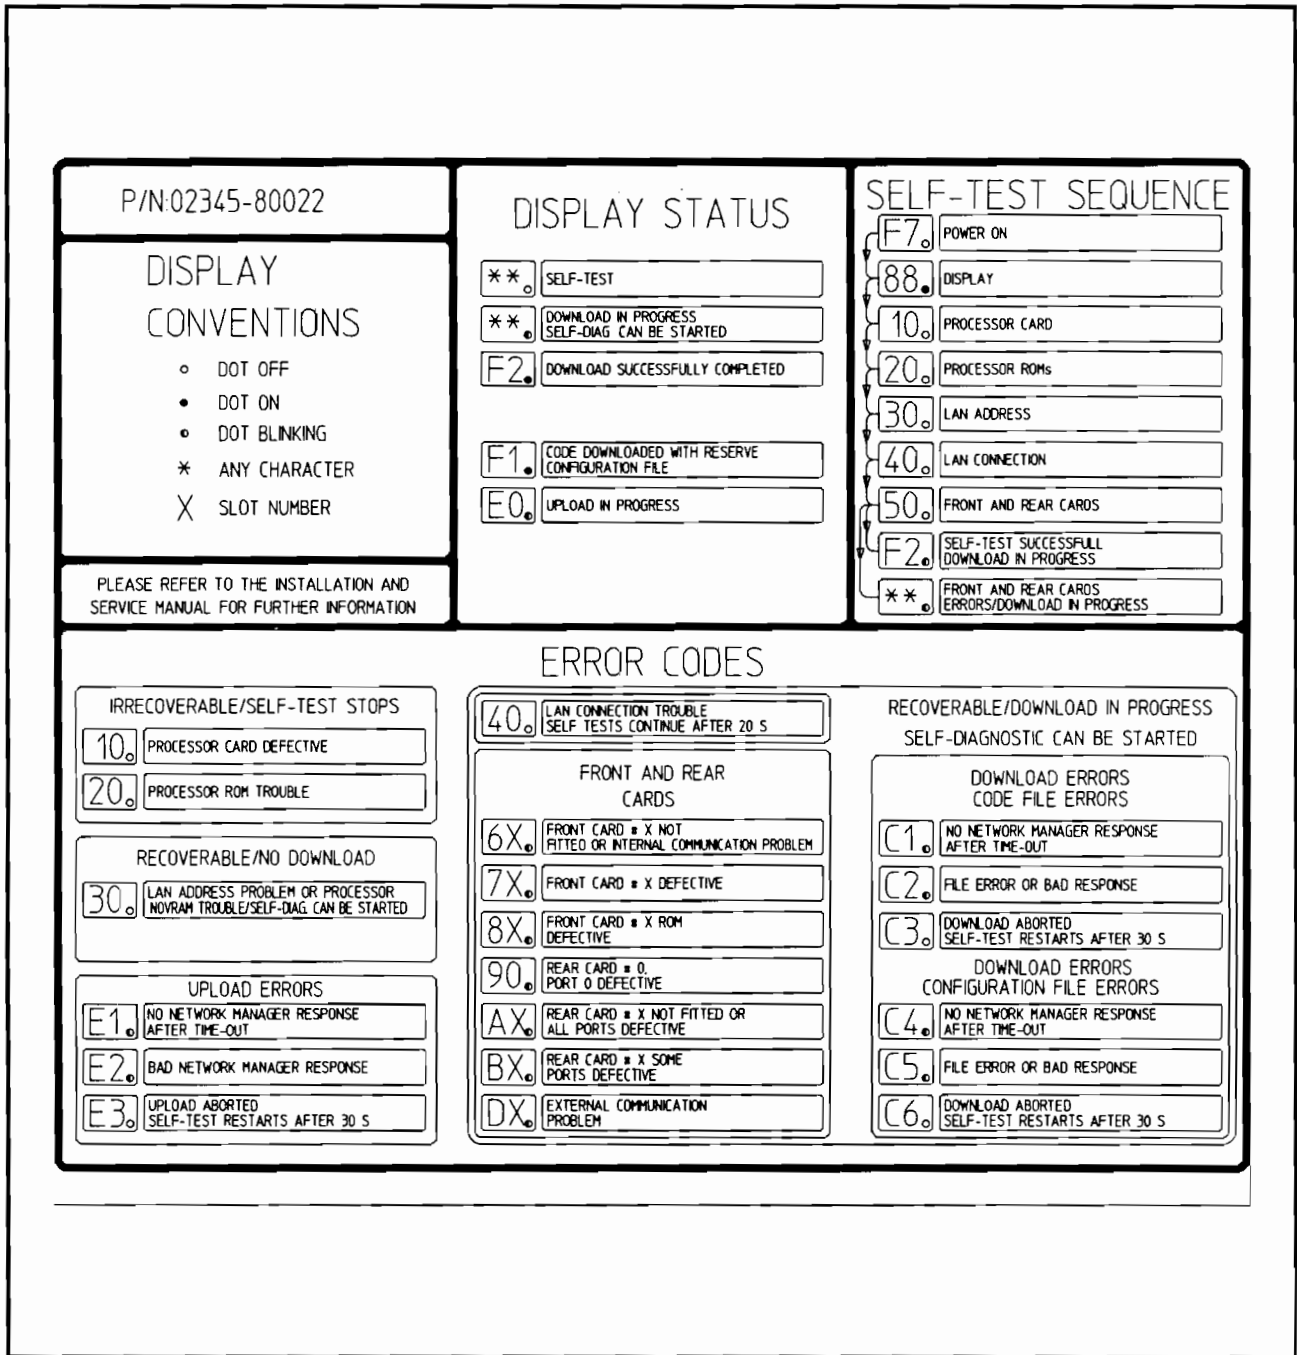 P/N:02345-80022
DISPLAY
CONVENTIONS
○ DOT OFF
● DOT ON
◐ DOT BLINKING
* ANY CHARACTER
X SLOT NUMBER
PLEASE REFER TO THE INSTALLATION AND
SERVICE MANUAL FOR FURTHER INFORMATION
DISPLAY STATUS
**○ SELF-TEST
**◐ DOWNLOAD IN PROGRESS
SELF-DIAG CAN BE STARTED
F2● DOWNLOAD SUCCESSFULLY COMPLETED
F1● CODE DOWNLOADED WITH RESERVE
CONFIGURATION FILE
E0◐ UPLOAD IN PROGRESS
SELF-TEST SEQUENCE
F7○ POWER ON
88● DISPLAY
10○ PROCESSOR CARD
20○ PROCESSOR ROMs
30○ LAN ADDRESS
40○ LAN CONNECTION
50○ FRONT AND REAR CARDS
F2◐ SELF-TEST SUCCESSFULL
DOWNLOAD IN PROGRESS
**◐ FRONT AND REAR CARDS
ERRORS/DOWNLOAD IN PROGRESS
ERROR CODES
IRRECOVERABLE/SELF-TEST STOPS
10○ PROCESSOR CARD DEFECTIVE
20○ PROCESSOR ROM TROUBLE
RECOVERABLE/NO DOWNLOAD
30○ LAN ADDRESS PROBLEM OR PROCESSOR
NOVRAM TROUBLE/SELF-DIAG. CAN BE STARTED
UPLOAD ERRORS
E1◐ NO NETWORK MANAGER RESPONSE
AFTER TIME-OUT
E2◐ BAD NETWORK MANAGER RESPONSE
E3○ UPLOAD ABORTED
SELF-TEST RESTARTS AFTER 30 S
40○ LAN CONNECTION TROUBLE
SELF TESTS CONTINUE AFTER 20 S
FRONT AND REAR
CARDS
6X◐ FRONT CARD # X NOT
FITTED OR INTERNAL COMMUNICATION PROBLEM
7X◐ FRONT CARD # X DEFECTIVE
8X◐ FRONT CARD # X ROM
DEFECTIVE
90◐ REAR CARD # 0,
PORT 0 DEFECTIVE
AX◐ REAR CARD # X NOT FITTED OR
ALL PORTS DEFECTIVE
BX◐ REAR CARD # X SOME
PORTS DEFECTIVE
DX◐ EXTERNAL COMMUNICATION
PROBLEM
RECOVERABLE/DOWNLOAD IN PROGRESS
SELF-DIAGNOSTIC CAN BE STARTED
DOWNLOAD ERRORS
CODE FILE ERRORS
C1◐ NO NETWORK MANAGER RESPONSE
AFTER TIME-OUT
C2◐ FILE ERROR OR BAD RESPONSE
C3○ DOWNLOAD ABORTED
SELF-TEST RESTARTS AFTER 30 S
DOWNLOAD ERRORS
CONFIGURATION FILE ERRORS
C4◐ NO NETWORK MANAGER RESPONSE
AFTER TIME-OUT
C5◐ FILE ERROR OR BAD RESPONSE
C6○ DOWNLOAD ABORTED
SELF-TEST RESTARTS AFTER 30 S